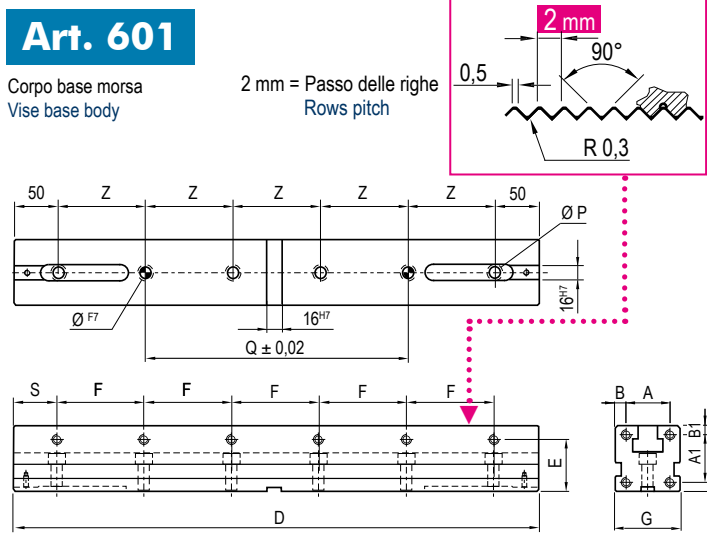 Art. 601
Corpo base morsa
Vise base body
2 mm = Passo delle righe
Rows pitch
2 mm
90°
0,5
R 0,3
50 Z Z Z Z Z 50
Ø P
Ø F7
16H7
16H7
Q ± 0,02
S F F F F F
B A
B1
A1
E
D
G